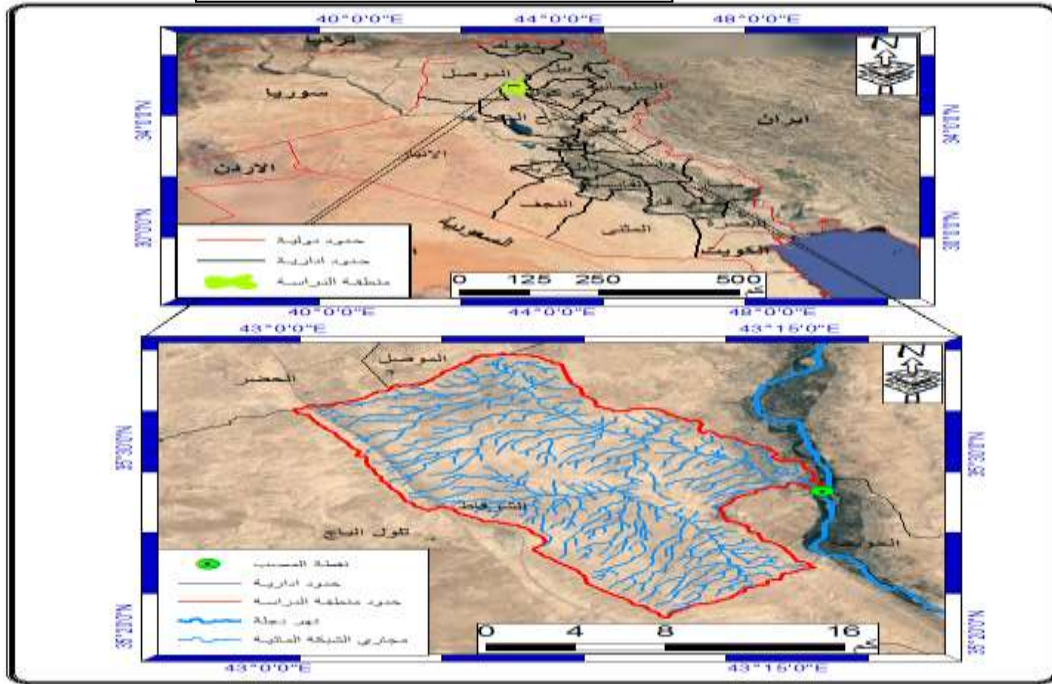 40°0'0"E 44°0'0"E 48°0'0"E
تركيا
دهوك
الموصل
سوريا
ايران
34°0'0"N 34°0'0"N
الانبار
الاردن
النجف
المثنى
السعودية
الكويت
30°0'0"N 30°0'0"N
حدود دولية
حدود ادارية
منطقة الدراسة
0 125 250 500
كم
N
40°0'0"E 44°0'0"E 48°0'0"E
43°0'0"E 43°15'0"E
الموصل
الحضر
N
35°30'0"N 35°30'0"N
الشرقاط
تلول الباج
نقطة المصب
حدود ادارية
حدود منطقة الدراسة
نهر دجلة
مجاري الشبكة المائية
0 4 8 16
كم
35°20'0"N 35°20'0"N
43°0'0"E 43°15'0"E